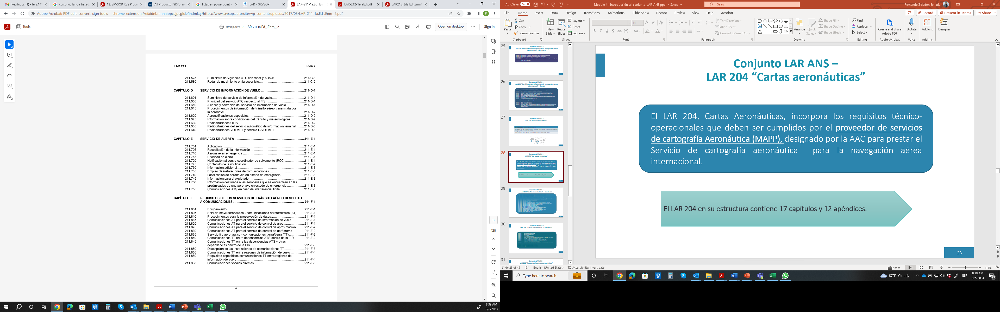 Recibidos (1) - ferz.14
curso vigilancia basad
13. SRVSOP RBS Proce
All Products | SKYbrary
listas en powerpoint -
LAR » SRVSOP
LAR-211-1a.Ed_.Enm_.
LAR-212-1eraEd.pdf
LAR215_2da.Ed_.Enm1
Adobe Acrobat: PDF edit, convert, sign tools | chrome-extension://efaidnbmnnnibpcajpcglclefindmkaj/https://www.srvsop.aero/site/wp-content/uploads/2017/08/LAR-211-1a.Ed_.Enm_.2.pdf
Tools
srvsop.aero / LAR-211-1a.Ed_.Enm_.2
Open on desktop
Sign in
LAR 211 Índice
211.575 Suministro de vigilancia ATS con radar y ADS-B 211-C-8
211.580 Radar de movimiento en la superficie 211-C-9
CAPÍTULO D SERVICIO DE INFORMACIÓN DE VUELO 211-D-1
211.601 Suministro de servicio de información de vuelo 211-D-1
211.605 Prioridad del servicio ATC respecto al FIS 211-D-1
211.610 Alcance y contenido del servicio de información de vuelo 211-D-1
211.615 Procedimientos de información de tránsito aéreo transmitida por
la aeronave. 211-D-2
211.620 Aeronotificaciones especiales 211-D-2
211.625 Información sobre condiciones del tránsito y meteorológicas 211-D-2
211.630 Radiodifusiones OFIS 211-D-2
211.635 Radiodifusiones del servicio automático de información terminal 211-D-3
211.640 Radiodifusiones VOLMET y servicio D-VOLMET 211-D-3
CAPÍTULO E SERVICIO DE ALERTA 211-E-1
211.701 Aplicación 211-E-1
211.705 Recopilación de la información 211-E-1
211.710 Aeronave en emergencia 211-E-1
211.715 Prioridad de alerta 211-E-1
211.720 Notificación al centro coordinador de salvamento (RCC) 211-E-1
211.725 Contenido de la notificación 211-E-2
211.730 Información adicional 211-E-3
211.735 Empleo de instalaciones de comunicaciones 211-E-3
211.740 Localización de aeronaves en estado de emergencia 211-E-3
211.745 Información para el explotador 211-E-3
211.750 Información destinada a las aeronaves que se encuentran en las
proximidades de una aeronave en estado de emergencia 211-E-3
211.755 Comunicaciones ATS en caso de interferencia ilícita 211-E-3
CAPÍTULO F REQUISITOS DE LOS SERVICIOS DE TRÁNSITO AÉREO RESPECTO
A COMUNICACIONES 211-F-1
211.801 Equipamiento 211-F-1
211.805 Servicio móvil aeronáutico - comunicaciones aeroterrestres (AT) 211-F-1
211.810 Procedimientos para la preservación de datos 211-F-1
211.815 Comunicaciones AT para el servicio de información de vuelo. 211-F-1
211.820 Comunicaciones AT para el servicio de control de área 211-F-1
211.825 Comunicaciones AT para el servicio de control de aproximación 211-F-2
211.830 Comunicaciones AT para el servicio de control de aeródromo 211-F-2
211.835 Servicio fijo aeronáutico - comunicaciones tierra/tierra (TT) 211-F-2
211.840 Comunicaciones TT entre dependencias ATS dentro de la FIR 211-F-2
211.845 Comunicaciones TT entre las dependencias ATS y otras
dependencias dentro de la FIR 211-F-3
211.850 Descripción de las instalaciones de comunicaciones TT 211-F-3
211.855 Comunicaciones TT entre regiones de información de vuelo 211-F-4
211.860 Requisitos específicos comunicaciones TT entre regiones de
información de vuelo 211-F-4
211.865 Comunicaciones vocales directas 211-F-5
vii
8
128
8:39 AM
9/6/2023
AutoSave On
Módulo 4 - Introducción_al_conjunto_LAR_ANS.pptx • Saved
Search
Fernando Zeledon Estrada
File Home Insert Draw Design Transitions Animations Slide Show Record Review View Help Acrobat
Record Present in Teams Share
Paste Cut Copy Format Painter Clipboard
New Slide Reuse Slides Layout Reset Section Slides
14 Font
Text Direction Align Text Convert to SmartArt Paragraph
Arrange Quick Styles Shape Fill Shape Outline Shape Effects Drawing
Find Replace Select Editing
Create and Share Adobe PDF Adobe Acrobat
Dictate Voice
Add-ins Add-ins
Designer
25
26
27
28
29
30
31
Conjunto LAR ANS –
LAR 204 “Cartas aeronáuticas”
El LAR 204, Cartas Aeronáuticas, incorpora los requisitos técnico-
operacionales que deben ser cumplidos por el proveedor de servicios
de cartografía Aeronáutica (MAPP), designado por la AAC para prestar el
Servicio de cartografía aeronáutica para la navegación aérea
internacional.
El LAR 204 en su estructura contiene 17 capítulos y 12 apéndices.
28
Slide 28 of 43 English (United States) Accessibility: Investigate
Notes 114%
Type here to search
67°F Cloudy
ESP
8:39 AM
9/6/2023
29